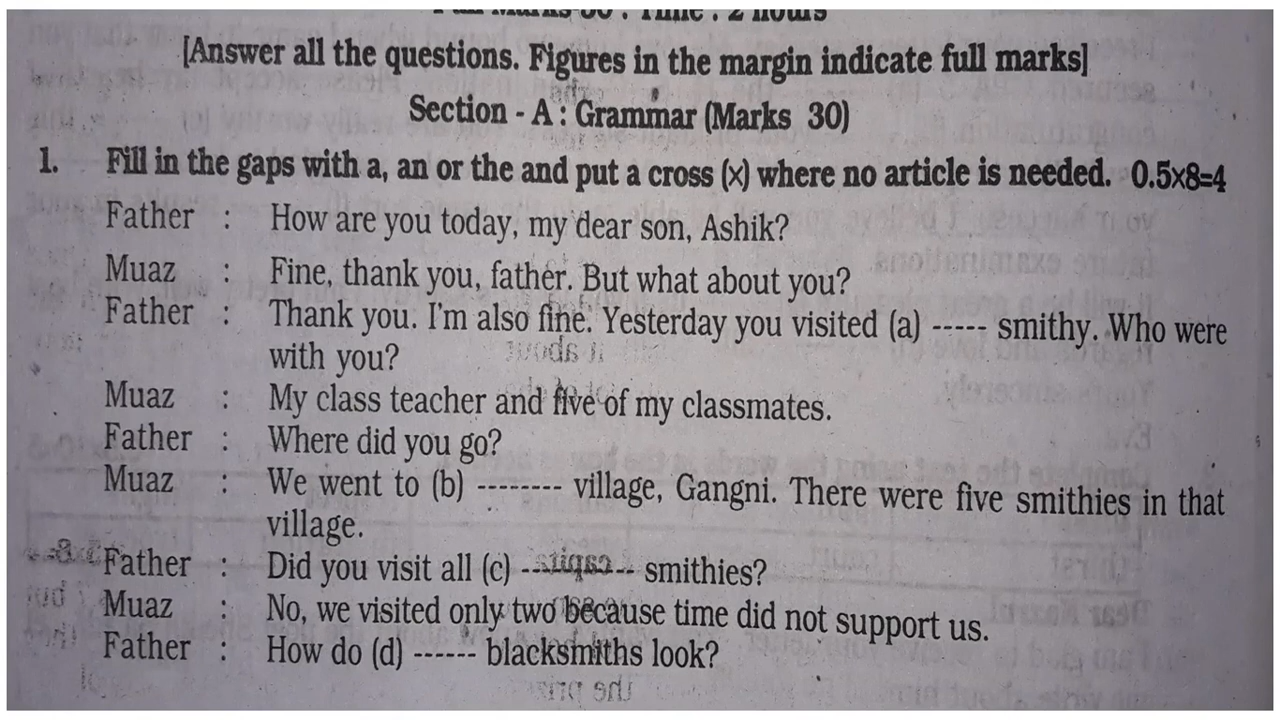 [Answer all the questions. Figures in the margin indicate full marks]
Section - A : Grammar (Marks 30)
1. Fill in the gaps with a, an or the and put a cross (×) where no article is needed. 0.5×8=4
Father : How are you today, my dear son, Ashik?
Muaz : Fine, thank you, father. But what about you?
Father : Thank you. I'm also fine. Yesterday you visited (a) ----- smithy. Who were
with you?
Muaz : My class teacher and five of my classmates.
Father : Where did you go?
Muaz : We went to (b) -------- village, Gangni. There were five smithies in that
village.
Father : Did you visit all (c) ---------- smithies?
Muaz : No, we visited only two because time did not support us.
Father : How do (d) ------ blacksmiths look?